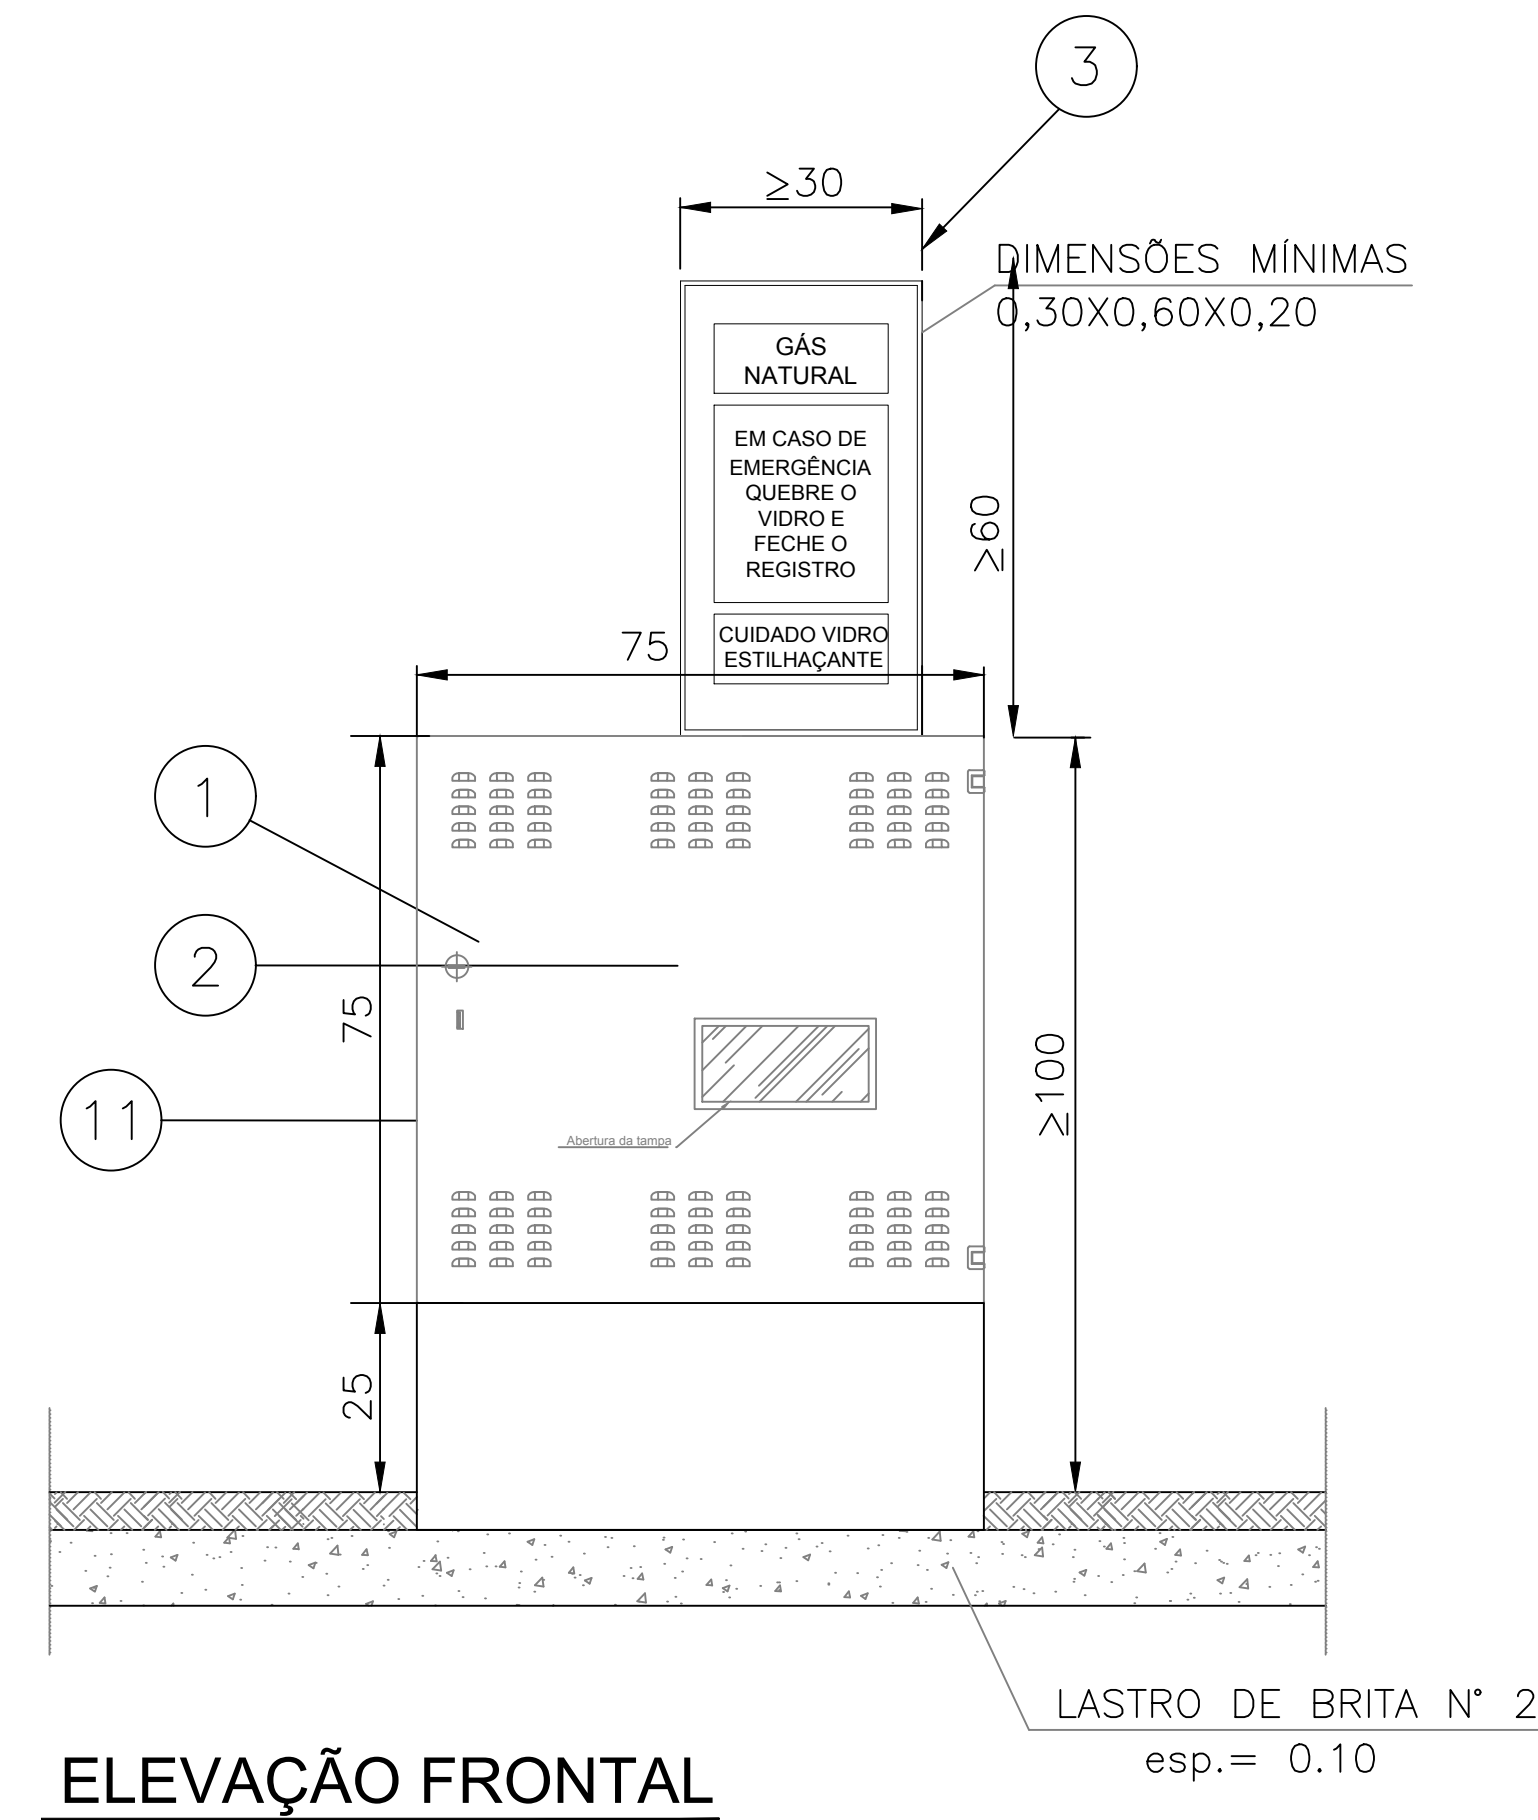 3
≥30
DIMENSÕES MÍNIMAS
0,30X0,60X0,20
GÁS
NATURAL
EM CASO DE
EMERGÊNCIA
QUEBRE O
VIDRO E
FECHE O
REGISTRO
≥60
CUIDADO VIDRO
ESTILHAÇANTE
75
1
2
75
≥100
11
Abertura da tampa
25
LASTRO DE BRITA N° 2
esp.= 0.10
ELEVAÇÃO FRONTAL